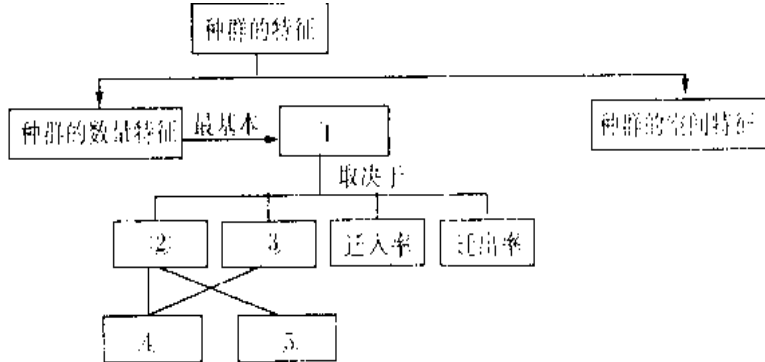 种群的特征
种群的数量特征
最基本
1
种群的空间特征
取决于
②
3
迁入率
迁出率
4
5